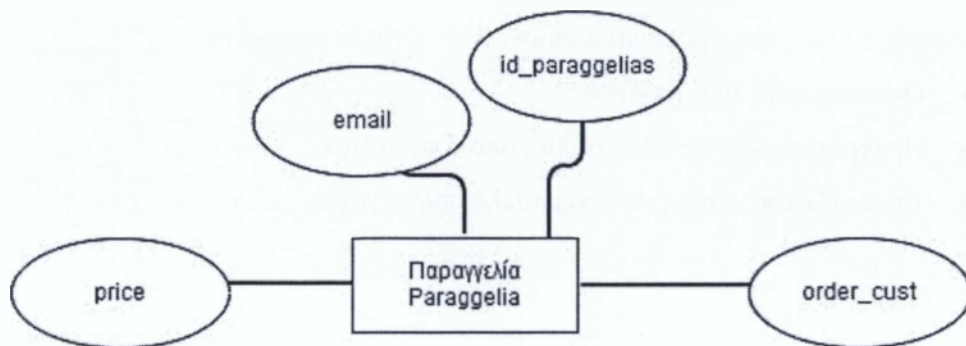 id_paraggelias
email
Παραγγελία
Paraggelia
price
order_cust